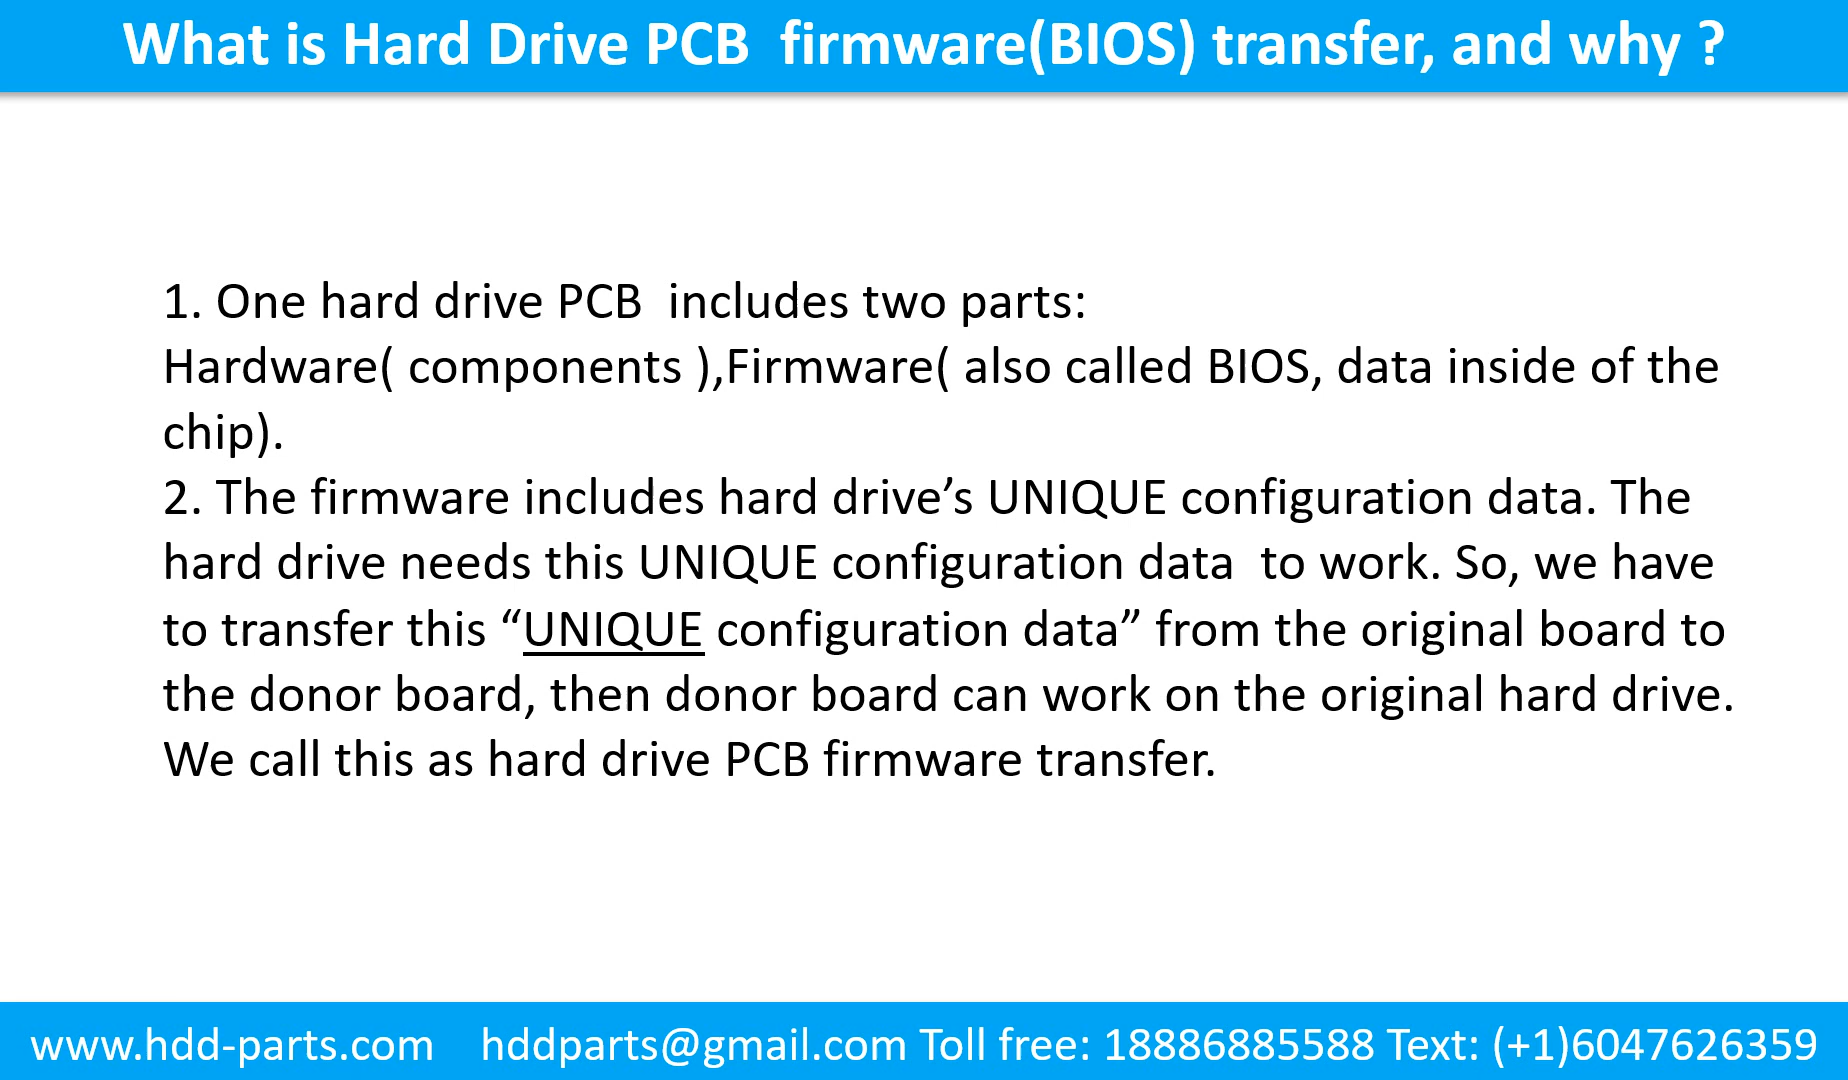 What is Hard Drive PCB  firmware(BIOS) transfer, and why ?
1. One hard drive PCB  includes two parts:
Hardware( components ),Firmware( also called BIOS, data inside of the
chip).
2. The firmware includes hard drive’s UNIQUE configuration data. The
hard drive needs this UNIQUE configuration data  to work. So, we have
to transfer this “UNIQUE configuration data” from the original board to
the donor board, then donor board can work on the original hard drive.
We call this as hard drive PCB firmware transfer.
www.hdd-parts.com    hddparts@gmail.com Toll free: 18886885588 Text: (+1)6047626359